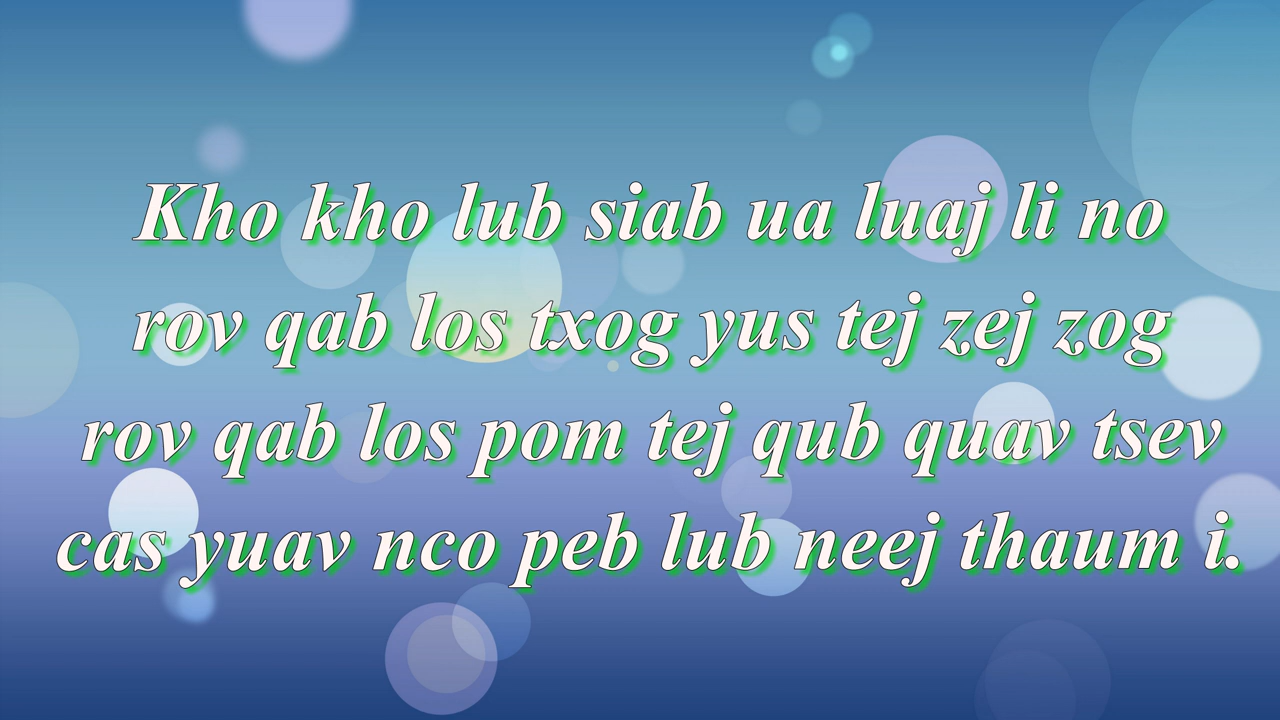 Kho kho lub siab ua luaj li no
rov qab los txog yus tej zej zog
rov qab los pom tej qub quav tsev
cas yuav nco peb lub neej thaum i.